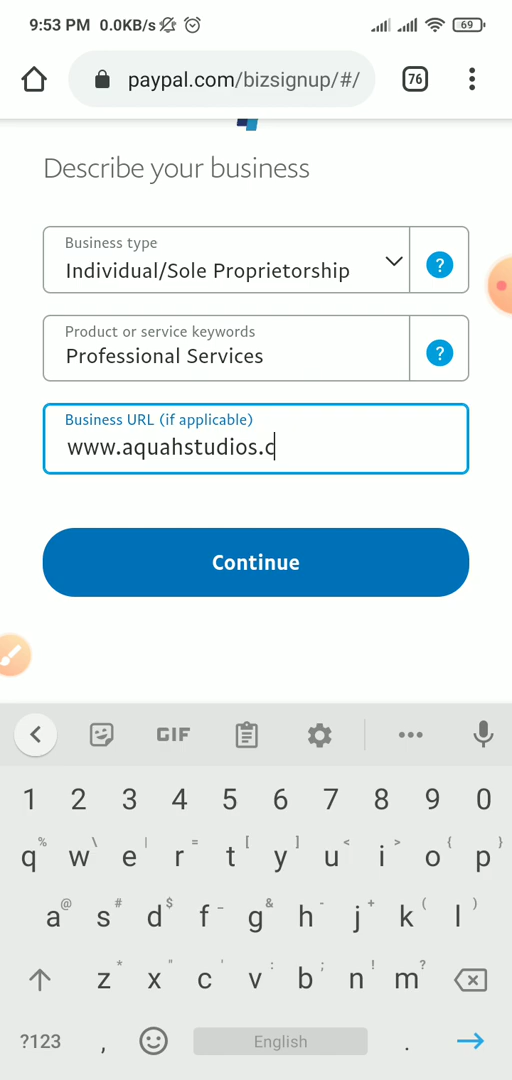 9:53 PM 0.0KB/s 69
paypal.com/bizsignup/#/ 76
Describe your business
Business type
Individual/Sole Proprietorship ?
Product or service keywords
Professional Services ?
Business URL (if applicable)
www.aquahstudios.c
Continue
GIF
1 2 3 4 5 6 7 8 9 0
% \ | = [ ] < > { }
q w e r t y u i o p
@ # $ _ & - + ( )
a s d f g h j k l
* " ' : ; ! ?
z x c v b n m
?123 , English .